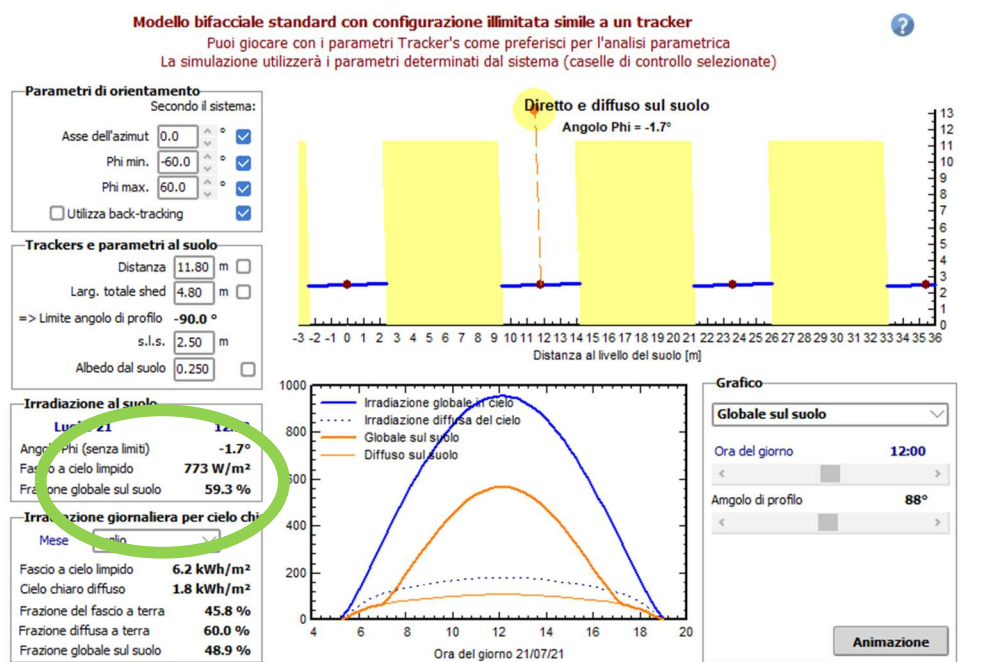 Modello bifacciale standard con configurazione illimitata simile a un tracker
Puoi giocare con i parametri Tracker's come preferisci per l'analisi parametrica
La simulazione utilizzerà i parametri determinati dal sistema (caselle di controllo selezionate)
?
Parametri di orientamento
Secondo il sistema:
Asse dell'azimut 0.0 °
Phi min. -60.0 °
Phi max. 60.0 °
Utilizza back-tracking
Trackers e parametri al suolo
Distanza 11.80 m
Larg. totale shed 4.80 m
=> Limite angolo di profilo -90.0 °
s.l.s. 2.50 m
Albedo dal suolo 0.250
Diretto e diffuso sul suolo
Angolo Phi = -1.7°
13
12
11
10
9
8
7
6
5
4
3
2
1
0
-3 -2 -1 0 1 2 3 4 5 6 7 8 9 10 11 12 13 14 15 16 17 18 19 20 21 22 23 24 25 26 27 28 29 30 31 32 33 34 35 36
Distanza al livello del suolo [m]
Irradiazione al suolo
21
Angolo Phi (senza limiti) -1.7°
Fascio a cielo limpido 773 W/m²
Frazione globale sul suolo 59.3 %
Irradiazione giornaliera per cielo chi
Mese
Fascio a cielo limpido 6.2 kWh/m²
Cielo chiaro diffuso 1.8 kWh/m²
Frazione del fascio a terra 45.8 %
Frazione diffusa a terra 60.0 %
Frazione globale sul suolo 48.9 %
1000
800
600
400
200
0
Irradiazione globale in cielo
Irradiazione diffusa del cielo
Globale sul suolo
Diffuso sul suolo
4 6 8 10 12 14 16 18 20
Ora del giorno 21/07/21
Grafico
Globale sul suolo
Ora del giorno 12:00
Amgolo di profilo 88°
Animazione